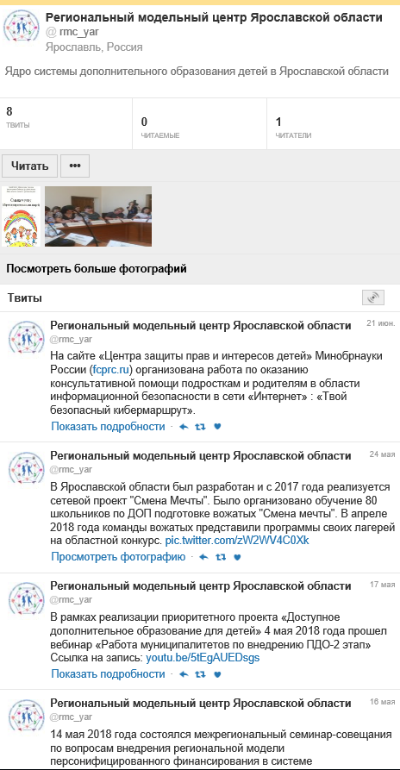 Региональный модельный центр Ярославской области
@ rmc_yar
Ярославль, Россия
Ядро системы дополнительного образования детей в Ярославской области
8
ТВИТЫ
0
ЧИТАЕМЫЕ
1
ЧИТАТЕЛИ
Читать •••
Посмотреть больше фотографий
Твиты
Региональный модельный центр Ярославской области 21 июн.
@rmc_yar
На сайте «Центра защиты прав и интересов детей» Минобрнауки
России (fcprc.ru) организована работа по оказанию
консультативной помощи подросткам и родителям в области
информационной безопасности в сети «Интернет» : «Твой
безопасный кибермаршрут».
Показать подробности ·
Региональный модельный центр Ярославской области 24 мая
@rmc_yar
В Ярославской области был разработан и с 2017 года реализуется
сетевой проект "Смена Мечты". Было организовано обучение 80
школьников по ДОП подготовке вожатых "Смена мечты". В апреле
2018 года команды вожатых представили программы своих лагерей
на областной конкурс. pic.twitter.com/zW2WV4C0Xk
Просмотреть фотографию ·
Региональный модельный центр Ярославской области 17 мая
@rmc_yar
В рамках реализации приоритетного проекта «Доступное
дополнительное образование для детей» 4 мая 2018 года прошел
вебинар «Работа муниципалитетов по внедрению ПДО-2 этап»
Ссылка на запись: youtu.be/5tEgAUEDsgs
Показать подробности ·
Региональный модельный центр Ярославской области 16 мая
@rmc_yar
14 мая 2018 года состоялся межрегиональный семинар-совещания
по вопросам внедрения региональной модели
персонифицированного финансирования в системе